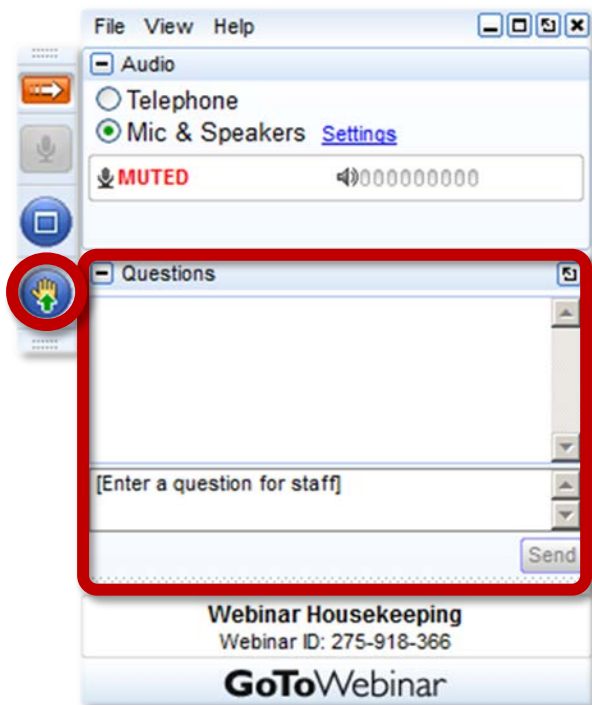 File View Help
Audio
Telephone
Mic & Speakers Settings
MUTED 000000000
Questions
[Enter a question for staff]
Send
Webinar Housekeeping
Webinar ID: 275-918-366
GoToWebinar